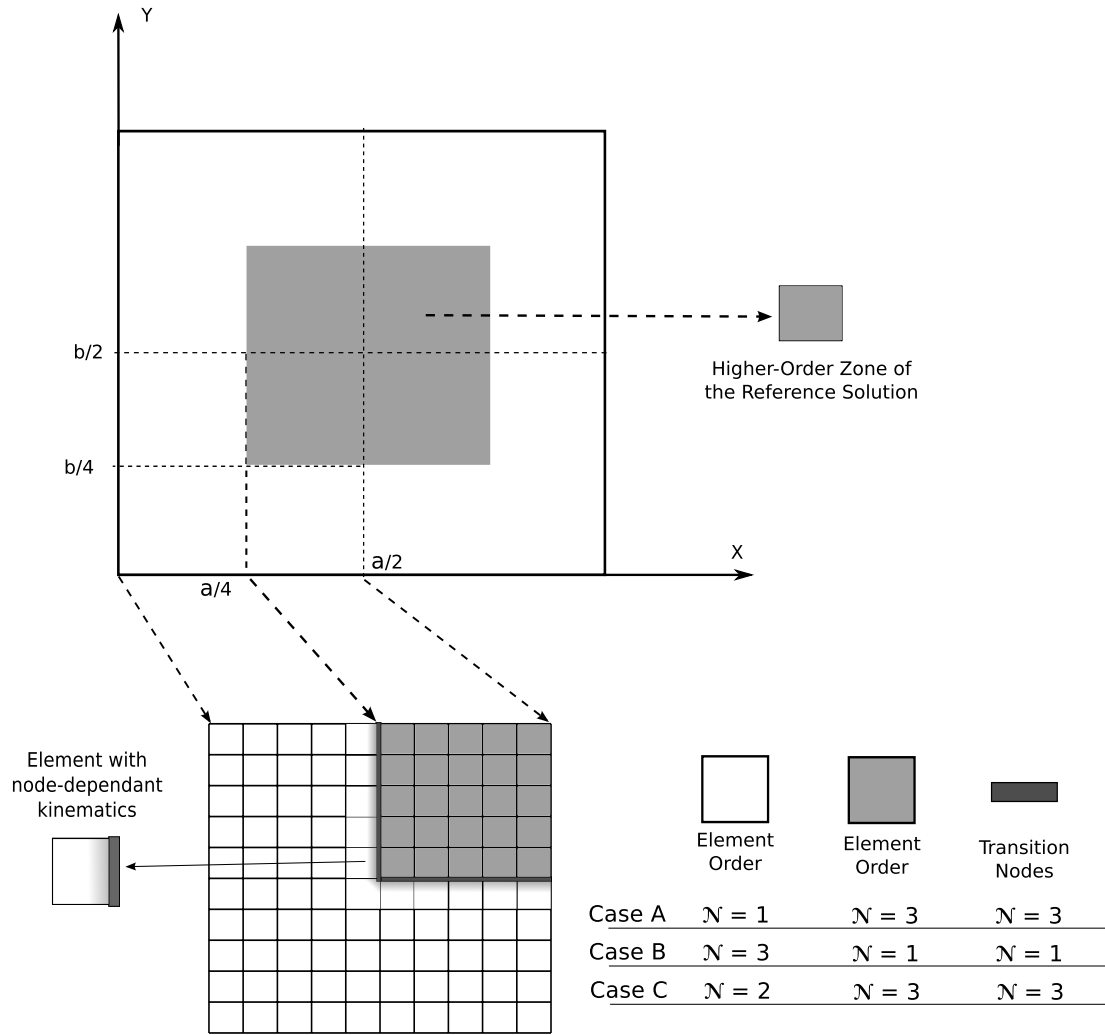 Y
b/2
Higher-Order Zone of
the Reference Solution
b/4
X
a/2
a/4
Element with
node-dependant
kinematics
Element
Order
Element
Order
Transition
Nodes
Case A 𝒩 = 1 𝒩 = 3 𝒩 = 3
Case B 𝒩 = 3 𝒩 = 1 𝒩 = 1
Case C 𝒩 = 2 𝒩 = 3 𝒩 = 3